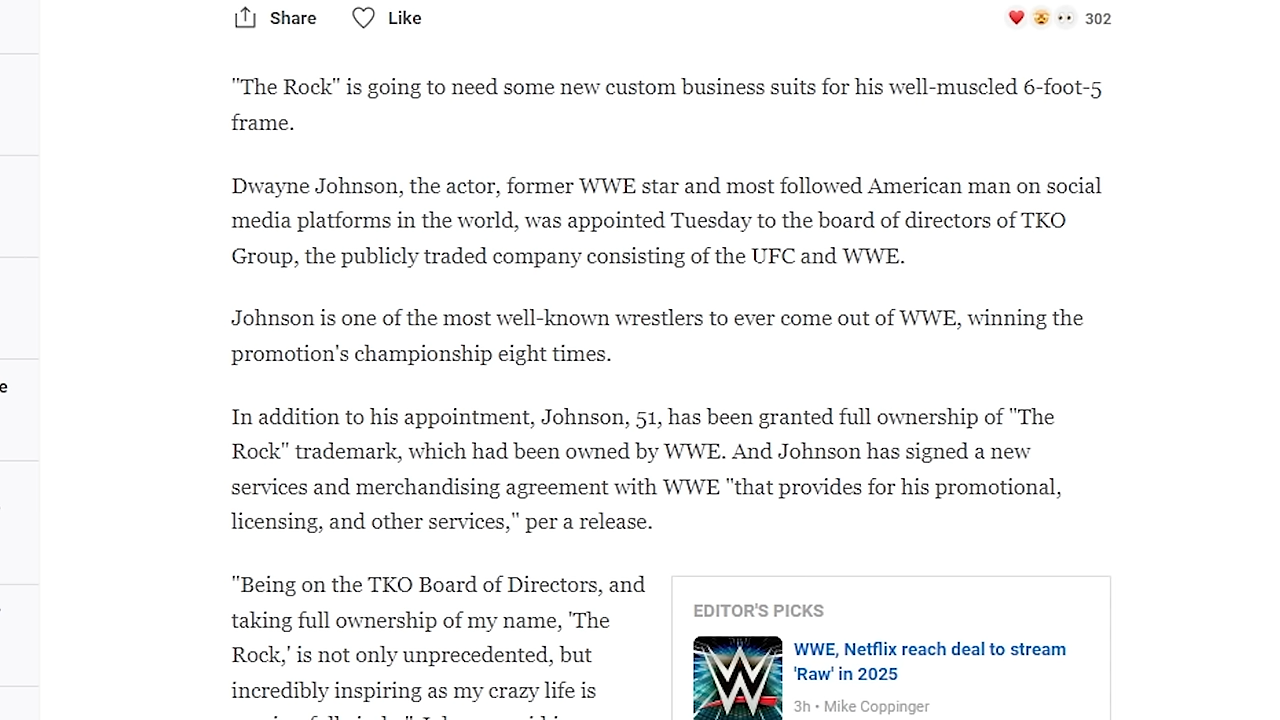 Share
Like
302
"The Rock" is going to need some new custom business suits for his well-muscled 6-foot-5
frame.
Dwayne Johnson, the actor, former WWE star and most followed American man on social
media platforms in the world, was appointed Tuesday to the board of directors of TKO
Group, the publicly traded company consisting of the UFC and WWE.
Johnson is one of the most well-known wrestlers to ever come out of WWE, winning the
promotion's championship eight times.
In addition to his appointment, Johnson, 51, has been granted full ownership of "The
Rock" trademark, which had been owned by WWE. And Johnson has signed a new
services and merchandising agreement with WWE "that provides for his promotional,
licensing, and other services," per a release.
"Being on the TKO Board of Directors, and
taking full ownership of my name, 'The
Rock,' is not only unprecedented, but
incredibly inspiring as my crazy life is
EDITOR'S PICKS
WWE, Netflix reach deal to stream
'Raw' in 2025
3h • Mike Coppinger